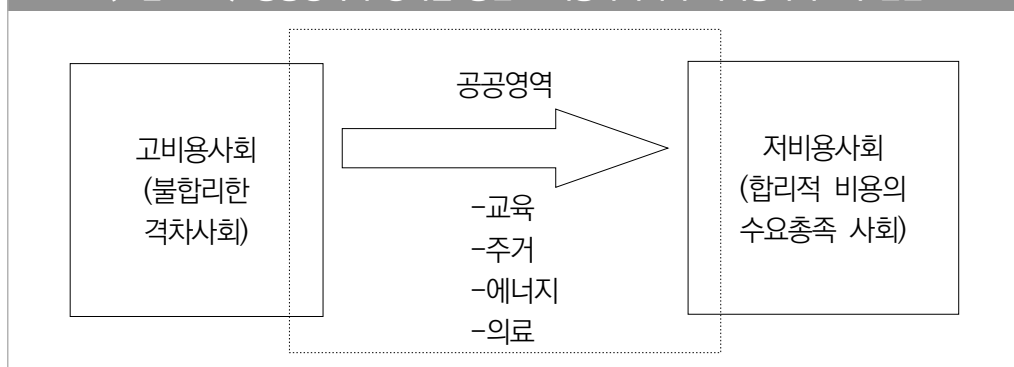 공공영역
고비용사회
(불합리한
격차사회)
-교육
-주거
-에너지
-의료
저비용사회
(합리적 비용의
수요충족 사회)